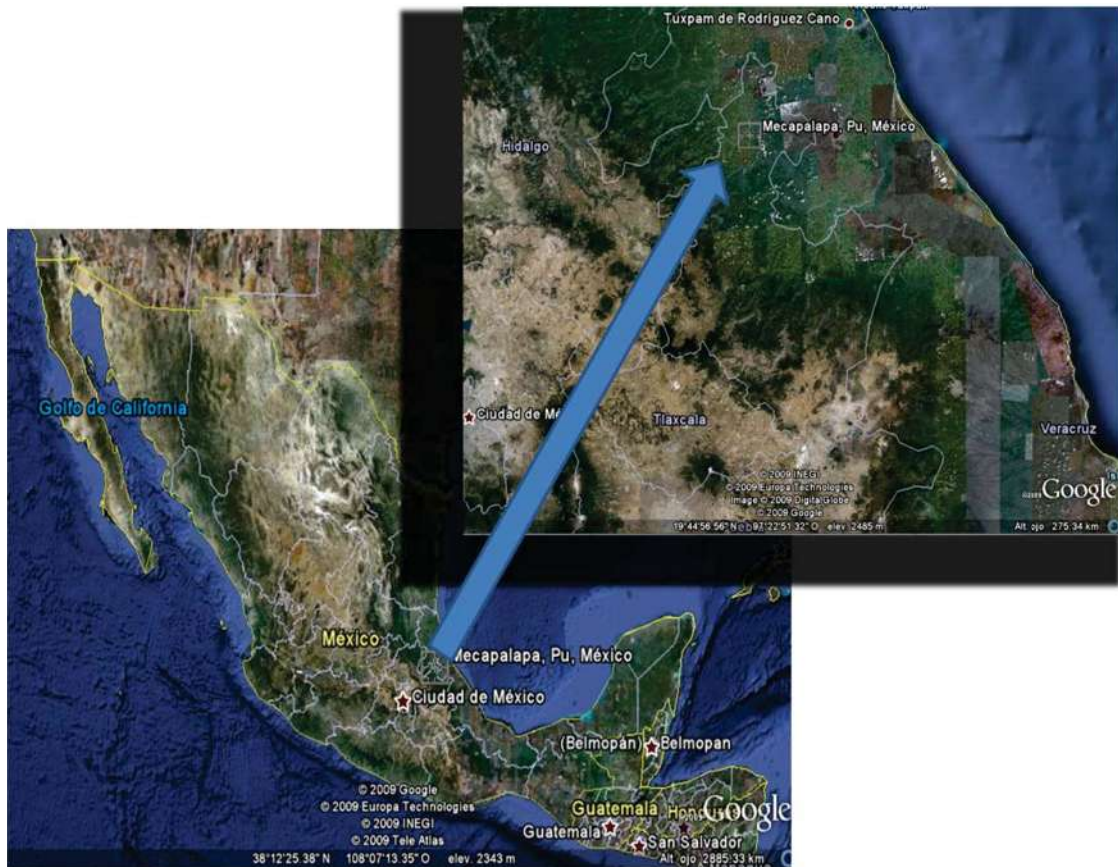 Tuxpam de Rodríguez Cano
Mecapalapa, Pu, México
Hidalgo
Ciudad de Mé
Tlaxcala
Veracruz
© 2009 INEGI
© 2009 Europa Technologies
Image © 2009 Digital Globe
© 2009 Google
Google
19°44'56.56" N 97°22'51.32" O elev. 2485 m
Alt. ojo 275.34 km
Golfo de California
México
Mecapalapa, Pu, México
Ciudad de México
(Belmopán)
Belmopan
Guatemala
Guatemala
San Salvador
© 2009 Google
© 2009 Europa Technologies
© 2009 INEGI
© 2009 Tele Atlas
Google
38°12'25.38" N 108°07'13.35" O elev. 2343 m
Alt. ojo 2885.33 km